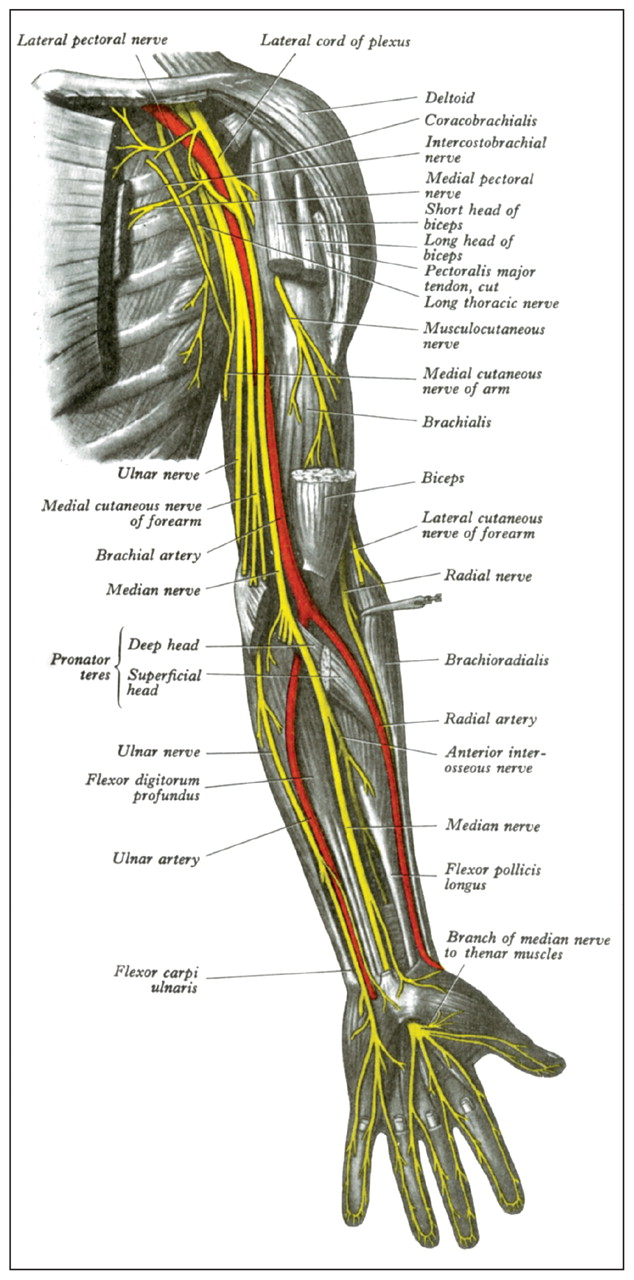 Lateral pectoral nerve
Lateral cord of plexus
Deltoid
Coracobrachialis
Intercostobrachial
nerve
Medial pectoral
nerve
Short head of
biceps
Long head of
biceps
Pectoralis major
tendon, cut
Long thoracic nerve
Musculocutaneous
nerve
Medial cutaneous
nerve of arm
Brachialis
Ulnar nerve
Biceps
Medial cutaneous nerve
of forearm
Lateral cutaneous
nerve of forearm
Brachial artery
Radial nerve
Median nerve
Pronator
teres
Deep head
Superficial
head
Brachioradialis
Radial artery
Ulnar nerve
Anterior inter-
osseous nerve
Flexor digitorum
profundus
Median nerve
Ulnar artery
Flexor pollicis
longus
Branch of median nerve
to thenar muscles
Flexor carpi
ulnaris